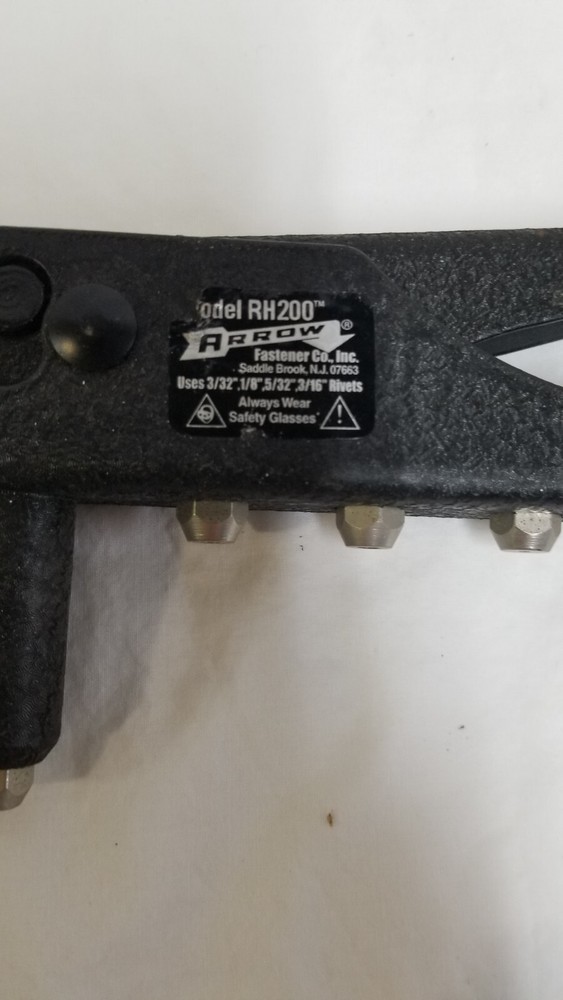 odel RH200™
ARROW®
Fastener Co., Inc.
Saddle Brook, N.J. 07663
Uses 3/32",1/8",5/32",3/16" Rivets
Always Wear
Safety Glasses